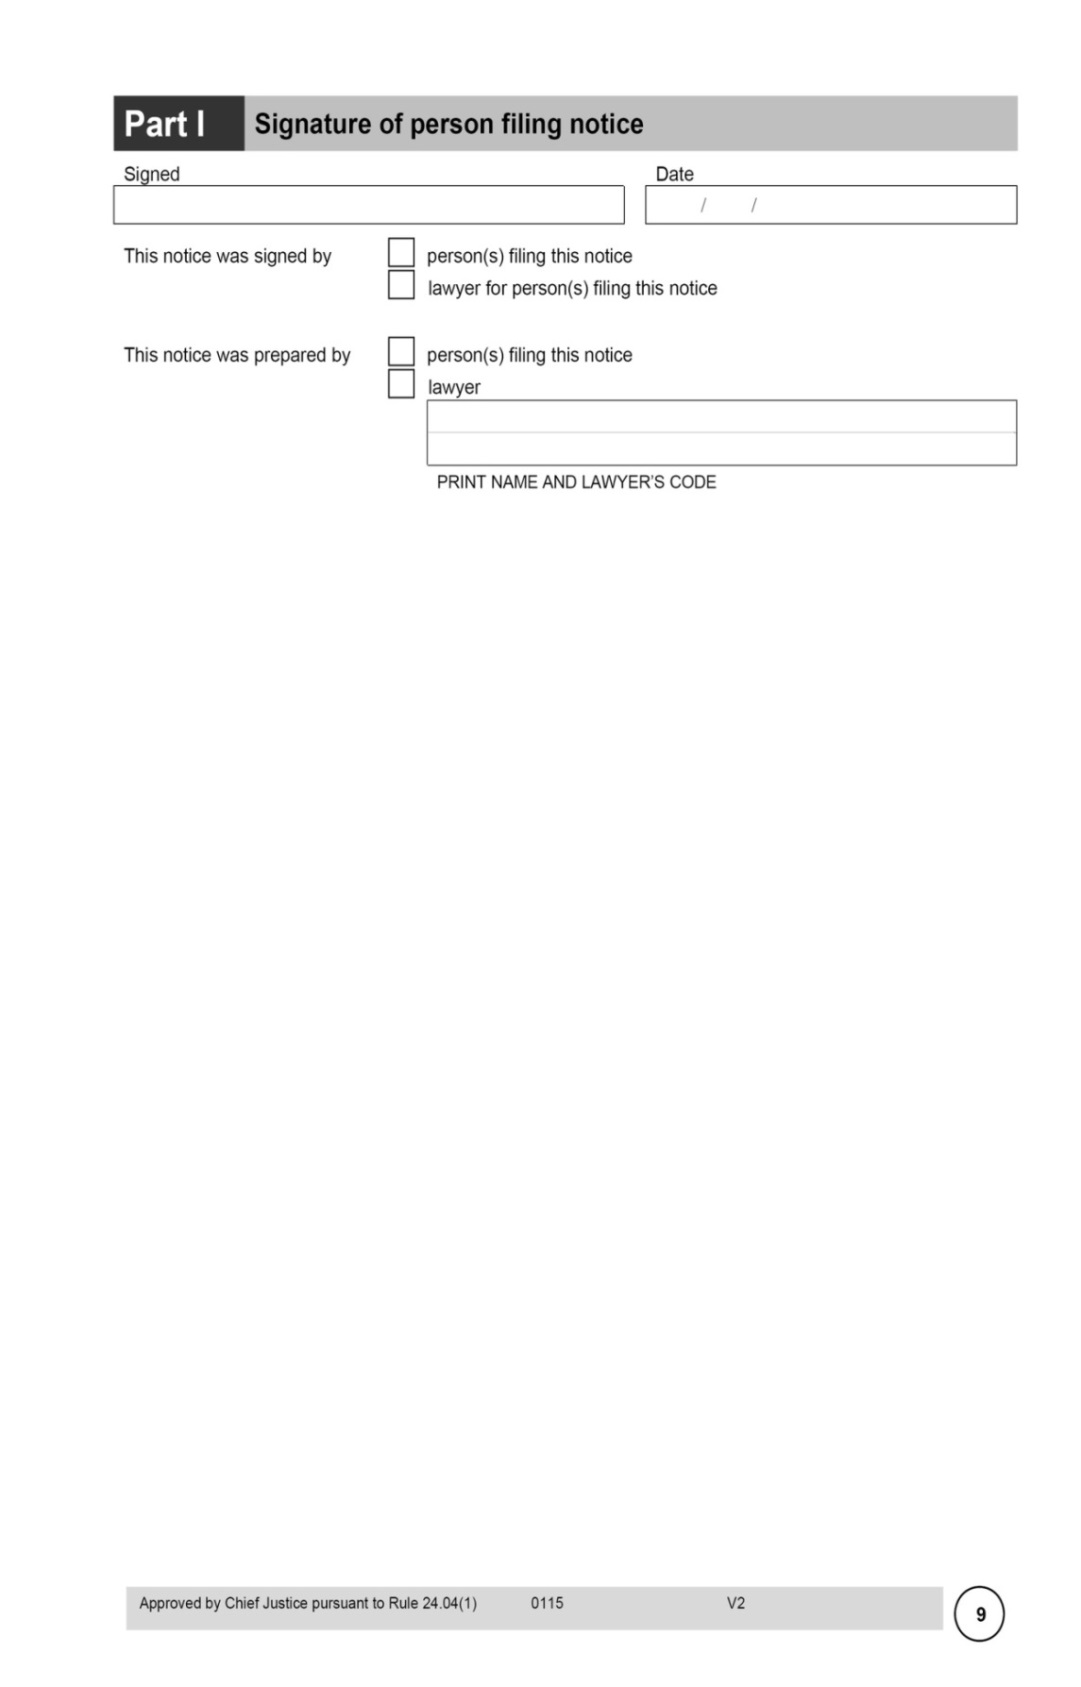 Part I Signature of person filing notice
Signed Date
/ /
This notice was signed by person(s) filing this notice
lawyer for person(s) filing this notice
This notice was prepared by person(s) filing this notice
lawyer
PRINT NAME AND LAWYER'S CODE
Approved by Chief Justice pursuant to Rule 24.04(1) 0115 V2
9